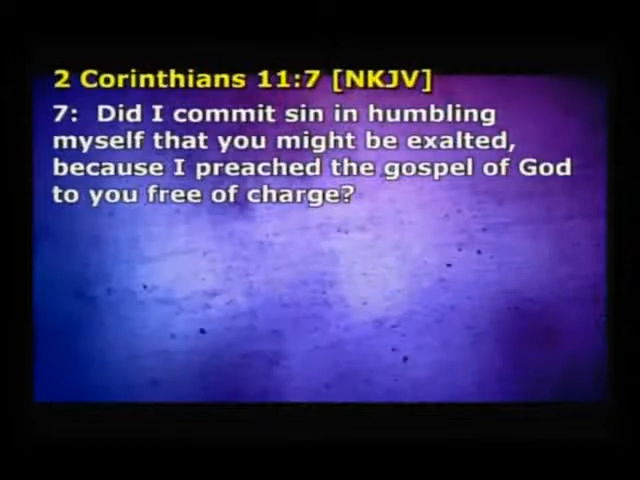 2 Corinthians 11:7 [NKJV]
7:  Did I commit sin in humbling
myself that you might be exalted,
because I preached the gospel of God
to you free of charge?